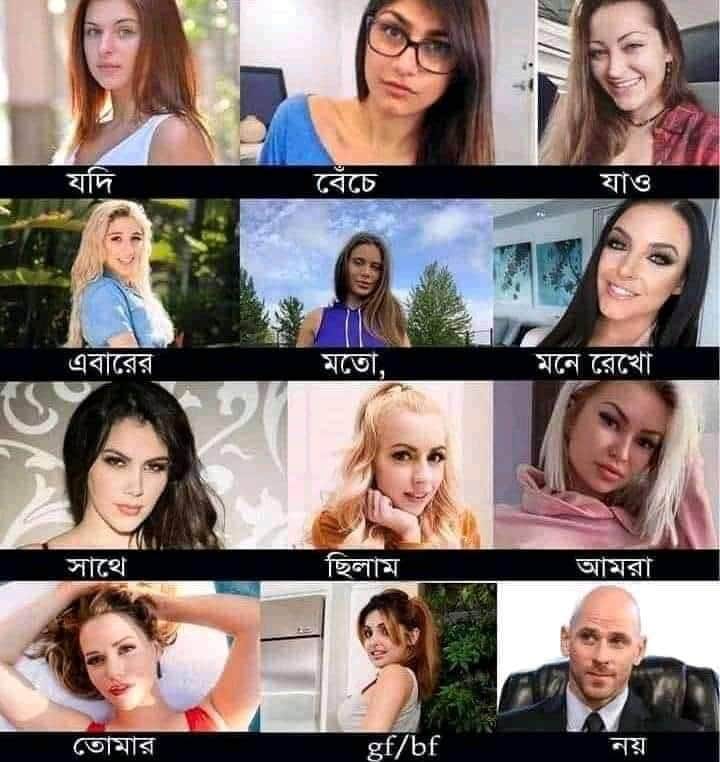 যদি বেঁচে যাও
এবারের মতো, মনে রেখো
সাথে ছিলাম আমরা
তোমার gf/bf নয়